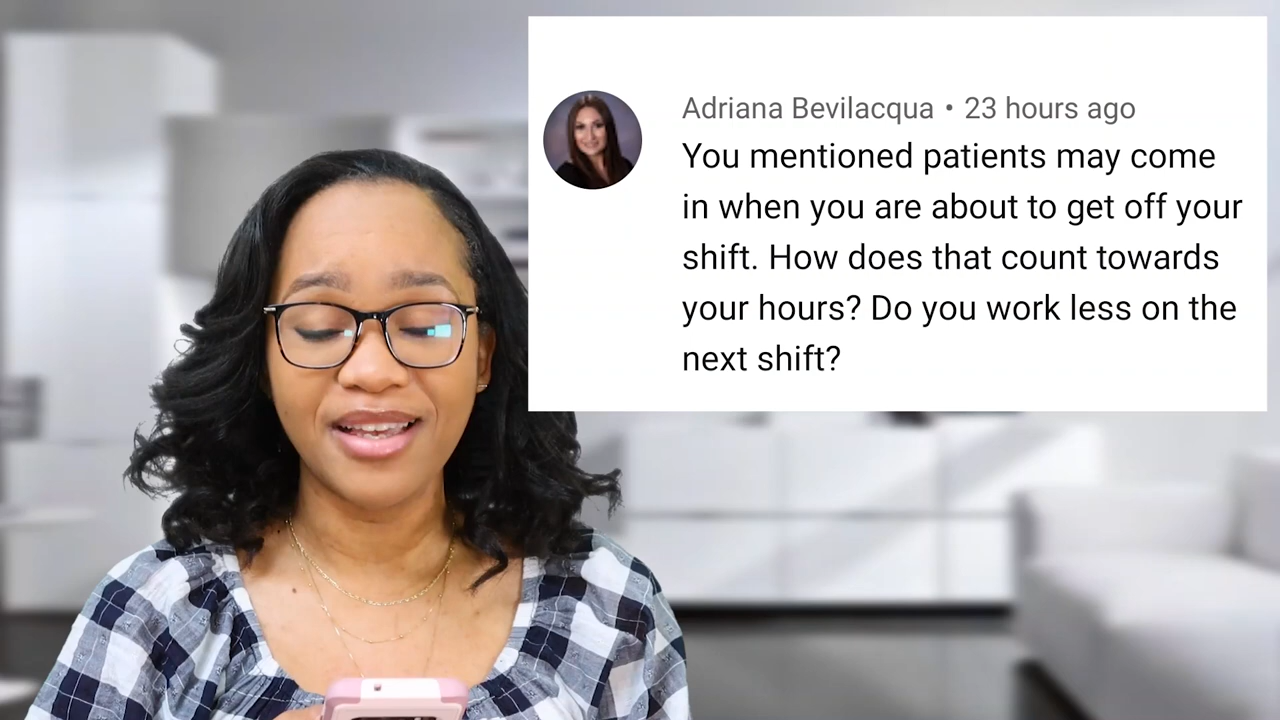 Adriana Bevilacqua • 23 hours ago
You mentioned patients may come
in when you are about to get off your
shift. How does that count towards
your hours? Do you work less on the
next shift?